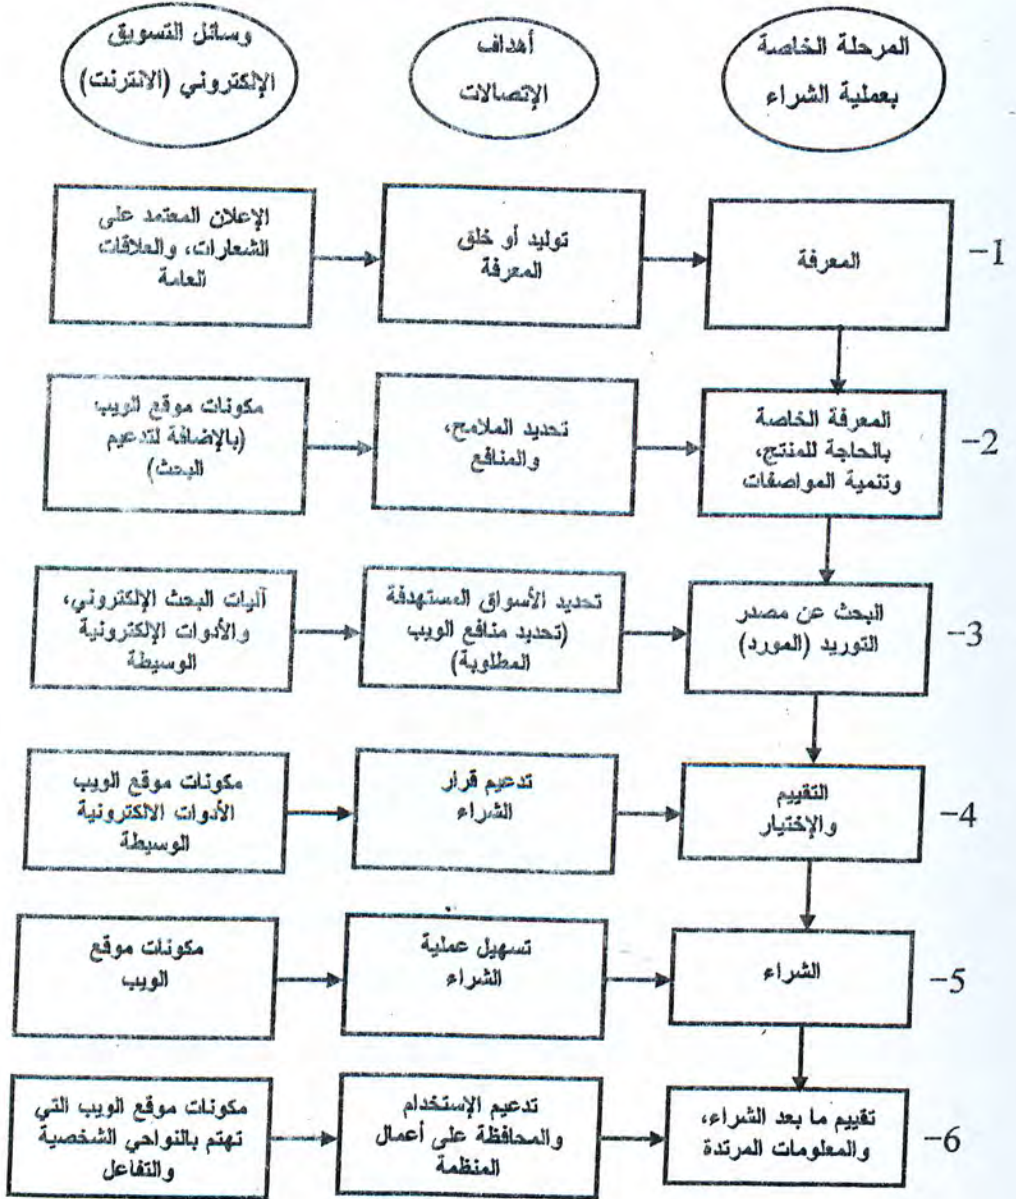 المرحلة الخاصة
بعملية الشراء
أهداف
الإتصالات
وسائل التسويق
الإلكتروني (الانترنت)
1-
المعرفة
توليد أو خلق
المعرفة
الإعلان المعتمد على
الشعارات، والعلاقات
العامة
2-
المعرفة الخاصة
بالحاجة للمنتج،
وتنمية المواصفات
تحديد الملامح،
والمنافع
مكونات موقع الويب
(بالإضافة لتدعيم
البحث)
3-
البحث عن مصدر
التوريد (المورد)
تحديد الأسواق المستهدفة
(تحديد منافع الويب
المطلوبة)
آليات البحث الإلكتروني،
والأدوات الإلكترونية
الوسيطة
4-
التقييم
والإختيار
تدعيم قرار
الشراء
مكونات موقع الويب
الأدوات الالكترونية
الوسيطة
5-
الشراء
تسهيل عملية
الشراء
مكونات موقع
الويب
6-
تقييم ما بعد الشراء،
والمعلومات المرتدة
تدعيم الإستخدام
والمحافظة على أعمال
المنظمة
مكونات موقع الويب التي
تهتم بالنواحي الشخصية
والتفاعل